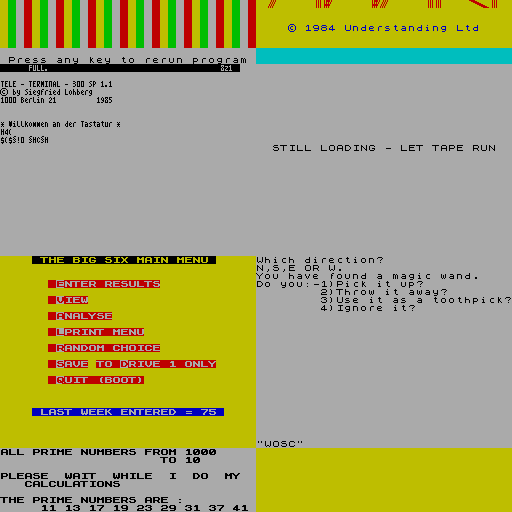 © 1984 Understanding Ltd
Press any key to rerun program
FULL. 8z1
TELE - TERMINAL - 300 SP 1.1
© by Siegfried Lohberg
1000 Berlin 21 1985
* Willkommen an der Tastatur *
STILL LOADING - LET TAPE RUN
THE BIG SIX MAIN MENU
ENTER RESULTS
VIEW
ANALYSE
LPRINT MENU
RANDOM CHOICE
SAVE TO DRIVE 1 ONLY
QUIT (BOOT)
LAST WEEK ENTERED = 75
Which direction?
N,S,E OR W.
You have found a magic wand.
Do you:-1)Pick it up?
2)Throw it away?
3)Use it as a toothpick?
4)Ignore it?
"WOSC"
ALL PRIME NUMBERS FROM 1000
TO 10
PLEASE WAIT WHILE I DO MY
CALCULATIONS
THE PRIME NUMBERS ARE :
11 13 17 19 23 29 31 37 41